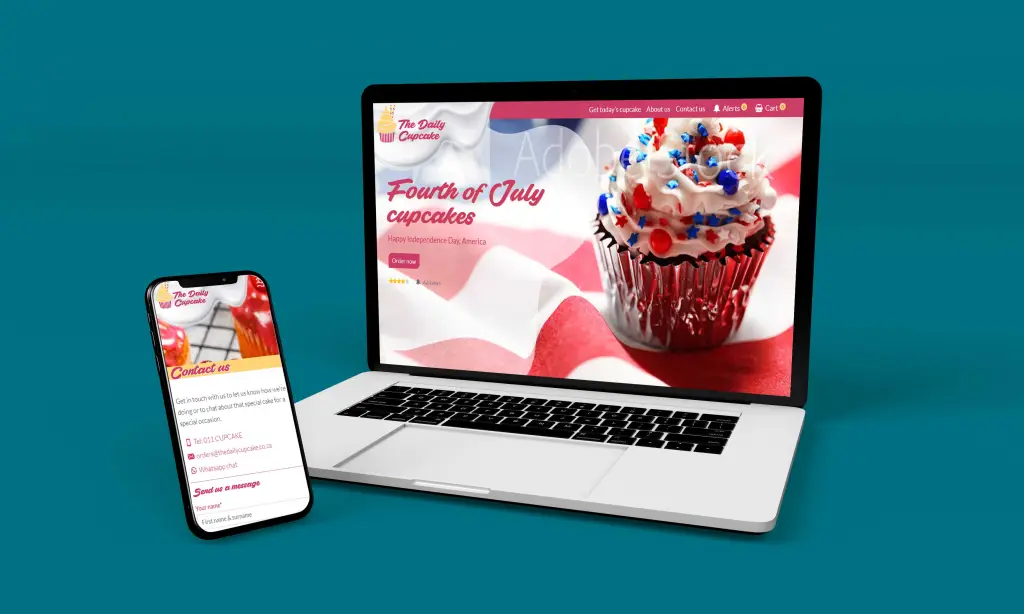 The Daily
Cupcake
Get today's cupcake About us Contact us Alerts 0 Cart 0
Adobe Stock
Fourth of July
cupcakes
Happy Independence Day, America
Order now
The Daily
Cupcake
Contact us
Get in touch with us to let us know how we're
doing or to chat about that special cake for a
special occasion.
Tel: 011 CUPCAKE
orders@thedailycupcake.co.za
Whatsapp chat
Send us a message
Your name*
First name & surname